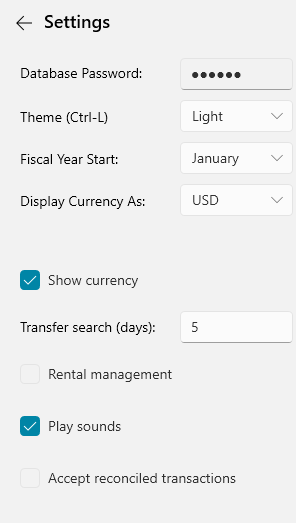 Settings
Database Password: ●●●●●●
Theme (Ctrl-L) Light
Fiscal Year Start: January
Display Currency As: USD
Show currency
Transfer search (days): 5
Rental management
Play sounds
Accept reconciled transactions